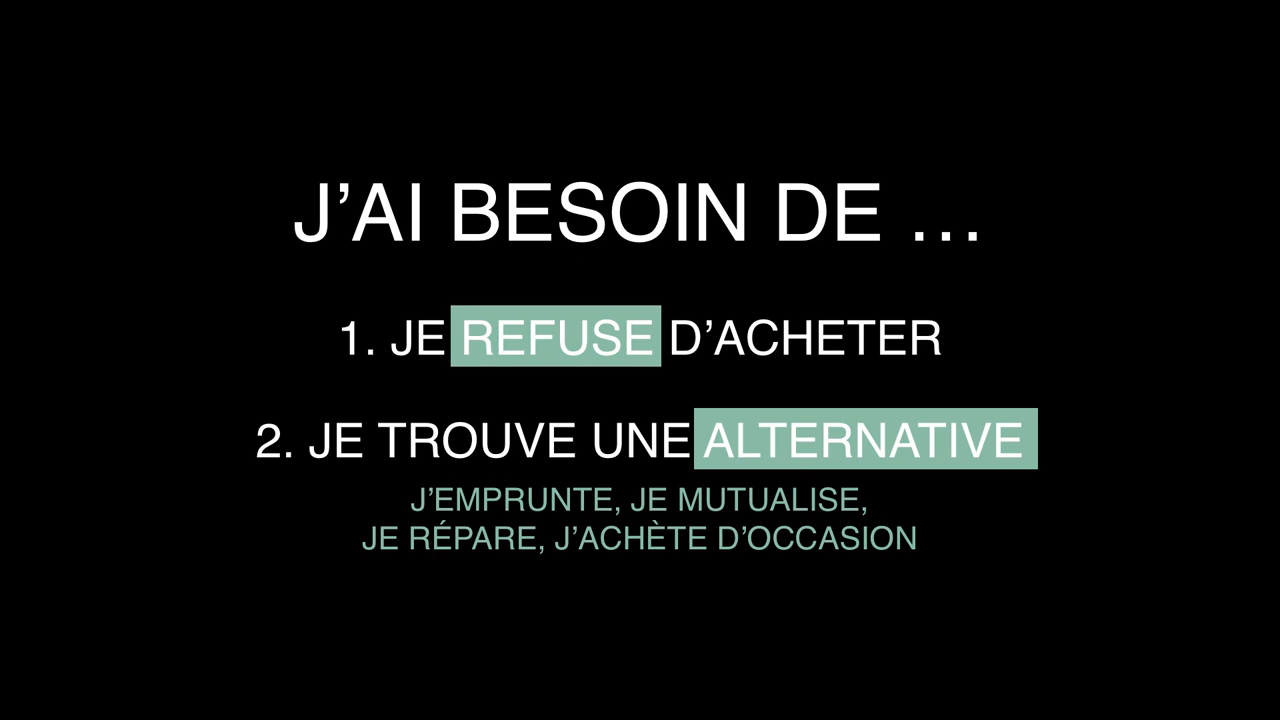 J’AI BESOIN DE …
1. JE REFUSE D’ACHETER
2. JE TROUVE UNE ALTERNATIVE
J’EMPRUNTE, JE MUTUALISE,
JE RÉPARE, J’ACHÈTE D’OCCASION